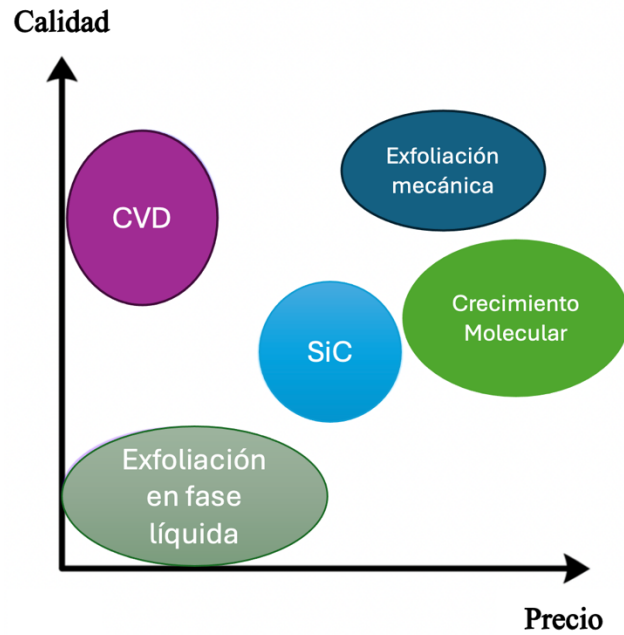 Calidad
Exfoliación
mecánica
CVD
Crecimiento
Molecular
SiC
Exfoliación
en fase
líquida
Precio